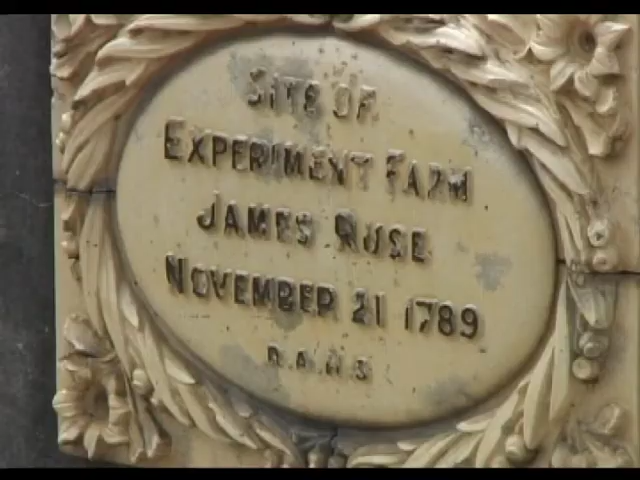 SITE OF
EXPERIMENT FARM
JAMES RUSE
NOVEMBER 21 1789
R.A.H.S